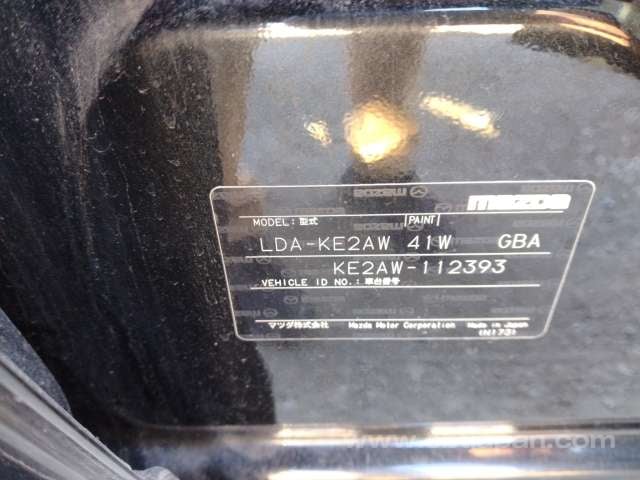 mazda
MODEL:型式 PAINT
LDA-KE2AW 41W GBA
KE2AW-112393
VEHICLE ID NO.:車台番号
マツダ株式会社 Mazda Motor Corporation Made in Japan
(N173)